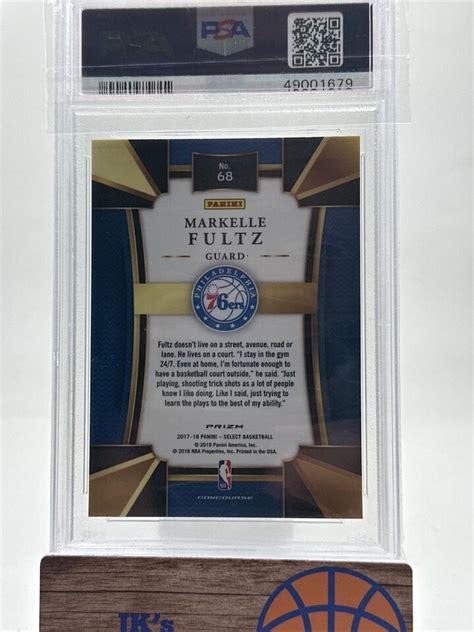 PSA
49001679
No.
68
PANINI
MARKELLE
FULTZ
GUARD
PHILADELPHIA
76ers
Fultz doesn't live on a street, avenue, road or
lane. He lives on a court. "I stay in the gym
24/7. Even at home, I'm fortunate enough to
have a basketball court outside," he said. "Just
playing, shooting trick shots as a lot of people
know I like doing. Like I said, just trying to
learn the plays to the best of my ability."
PRIZM
2017-18 PANINI – SELECT BASKETBALL
© 2018 Panini America, Inc.
© 2018 NBA Properties, Inc. Printed in the USA.
NBA
CONCOURSE
JK's